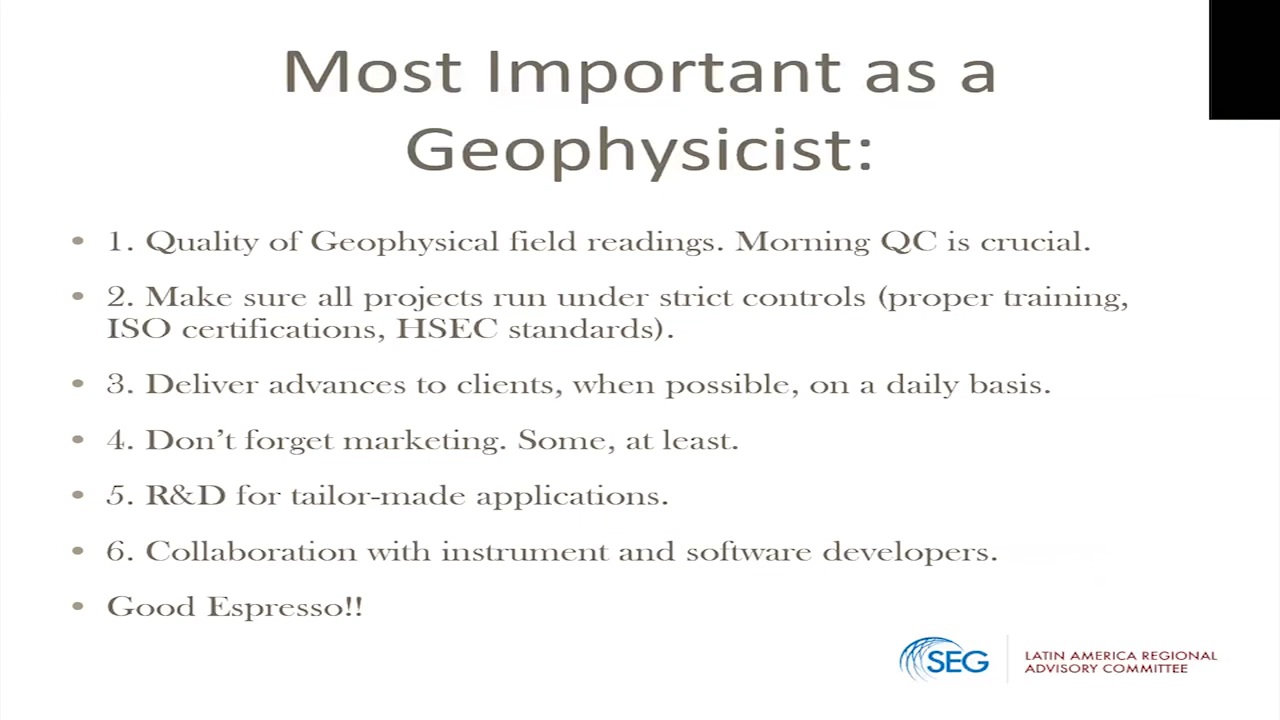 Most Important as a
Geophysicist:
• 1. Quality of Geophysical field readings. Morning QC is crucial.
• 2. Make sure all projects run under strict controls (proper training,
ISO certifications, HSEC standards).
• 3. Deliver advances to clients, when possible, on a daily basis.
• 4. Don’t forget marketing. Some, at least.
• 5. R&D for tailor-made applications.
• 6. Collaboration with instrument and software developers.
• Good Espresso!!
SEG
LATIN AMERICA REGIONAL
ADVISORY COMMITTEE